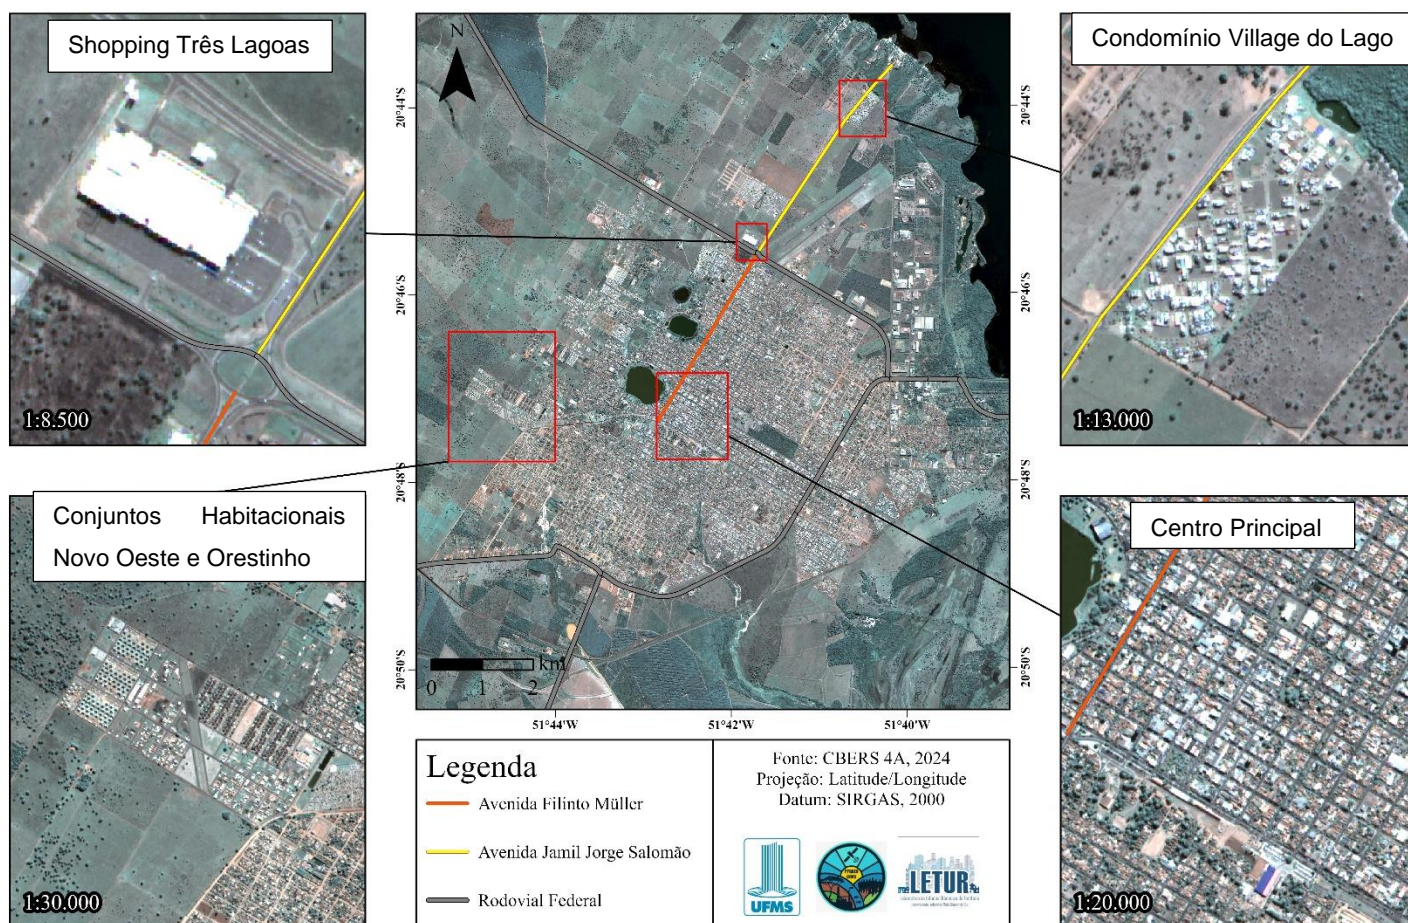 Shopping Três Lagoas
1:8.500
Conjuntos Habitacionais
Novo Oeste e Orestinho
1:30.000
N
20°44'S
20°46'S
20°48'S
20°50'S
20°44'S
20°46'S
20°48'S
20°50'S
km
0 1 2
51°44'W 51°42'W 51°40'W
Condomínio Village do Lago
1:13.000
Centro Principal
1:20.000
Legenda
Avenida Filinto Müller
Avenida Jamil Jorge Salomão
Rodovial Federal
Fonte: CBERS 4A, 2024
Projeção: Latitude/Longitude
Datum: SIRGAS, 2000
UFMS
LETUR